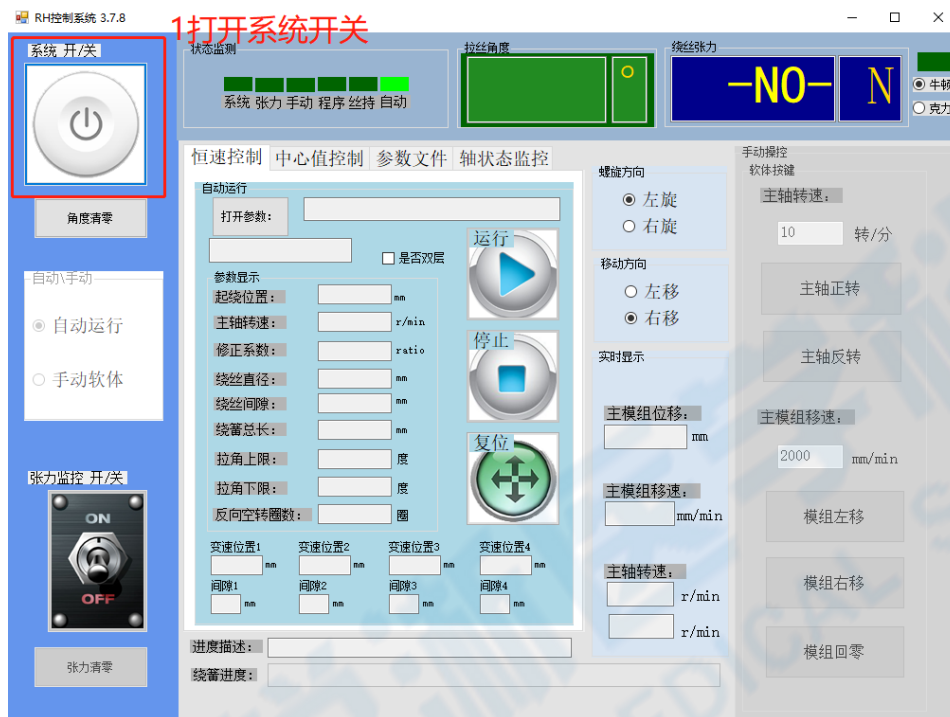 RH控制系统 3.7.8
1打开系统开关
系统 开/关
状态监测
系统 张力 手动 程序 丝持 自动
拉丝角度
绕丝张力
-NO-
N
牛顿
克力
角度清零
自动\手动
自动运行
手动软体
张力监控 开/关
ON
OFF
张力清零
恒速控制
中心值控制
参数文件
轴状态监控
自动运行
打开参数：
是否双层
参数显示
起绕位置： mm
主轴转速： r/min
修正系数： ratio
绕丝直径： mm
绕丝间隙： mm
绕簧总长： mm
拉角上限： 度
拉角下限： 度
反向空转圈数： 圈
运行
停止
复位
变速位置1 mm
变速位置2 mm
变速位置3 mm
变速位置4 mm
间隙1 mm
间隙2 mm
间隙3 mm
间隙4 mm
进度描述：
绕簧进度：
螺旋方向
左旋
右旋
移动方向
左移
右移
实时显示
主模组位移：
mm
主模组移速：
mm/min
主轴转速：
r/min
r/min
手动操控
软体按键
主轴转速：
10 转/分
主轴正转
主轴反转
主模组移速：
2000 mm/min
模组左移
模组右移
模组回零